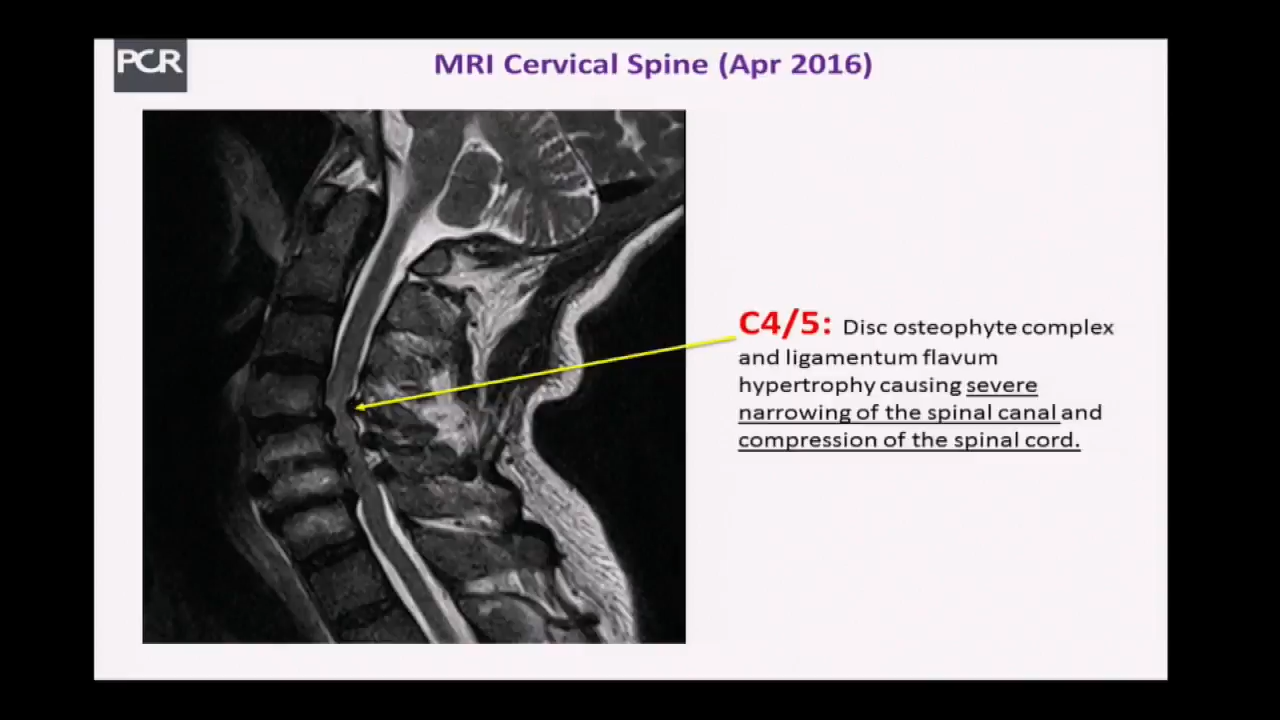 PCR
MRI Cervical Spine (Apr 2016)
C4/5: Disc osteophyte complex
and ligamentum flavum
hypertrophy causing severe
narrowing of the spinal canal and
compression of the spinal cord.